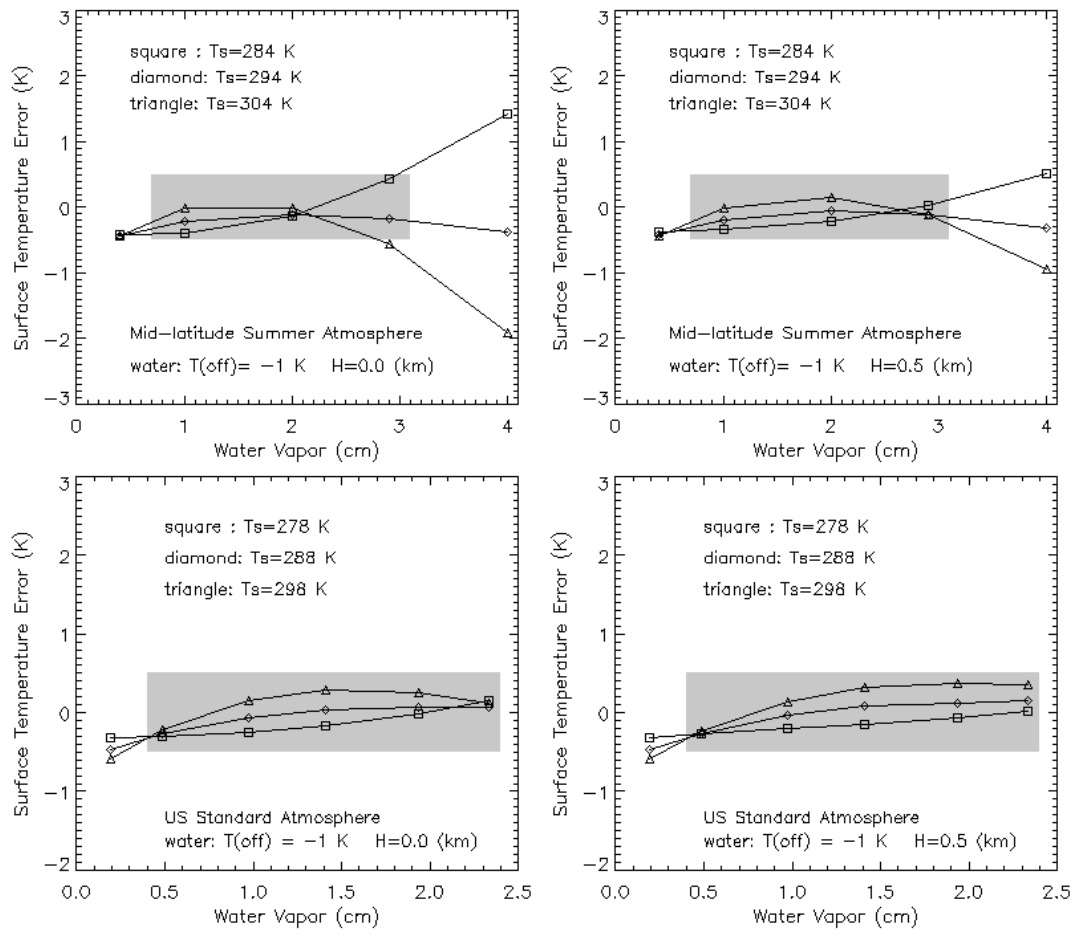 3
2
1
0
−1
−2
−3
Surface Temperature Error (K)
square : Ts=284 K
diamond: Ts=294 K
triangle: Ts=304 K
Mid−latitude Summer Atmosphere
water: T(off)= −1 K H=0.0 (km)
0 1 2 3 4
Water Vapor (cm)
3
2
1
0
−1
−2
−3
Surface Temperature Error (K)
square : Ts=284 K
diamond: Ts=294 K
triangle: Ts=304 K
Mid−latitude Summer Atmosphere
water: T(off)= −1 K H=0.5 (km)
0 1 2 3 4
Water Vapor (cm)
3
2
1
0
−1
−2
Surface Temperature Error (K)
square : Ts=278 K
diamond: Ts=288 K
triangle: Ts=298 K
US Standard Atmosphere
water: T(off) = −1 K H=0.0 (km)
0.0 0.5 1.0 1.5 2.0 2.5
Water Vapor (cm)
3
2
1
0
−1
−2
Surface Temperature Error (K)
square : Ts=278 K
diamond: Ts=288 K
triangle: Ts=298 K
US Standard Atmosphere
water: T(off) = −1 K H=0.5 (km)
0.0 0.5 1.0 1.5 2.0 2.5
Water Vapor (cm)